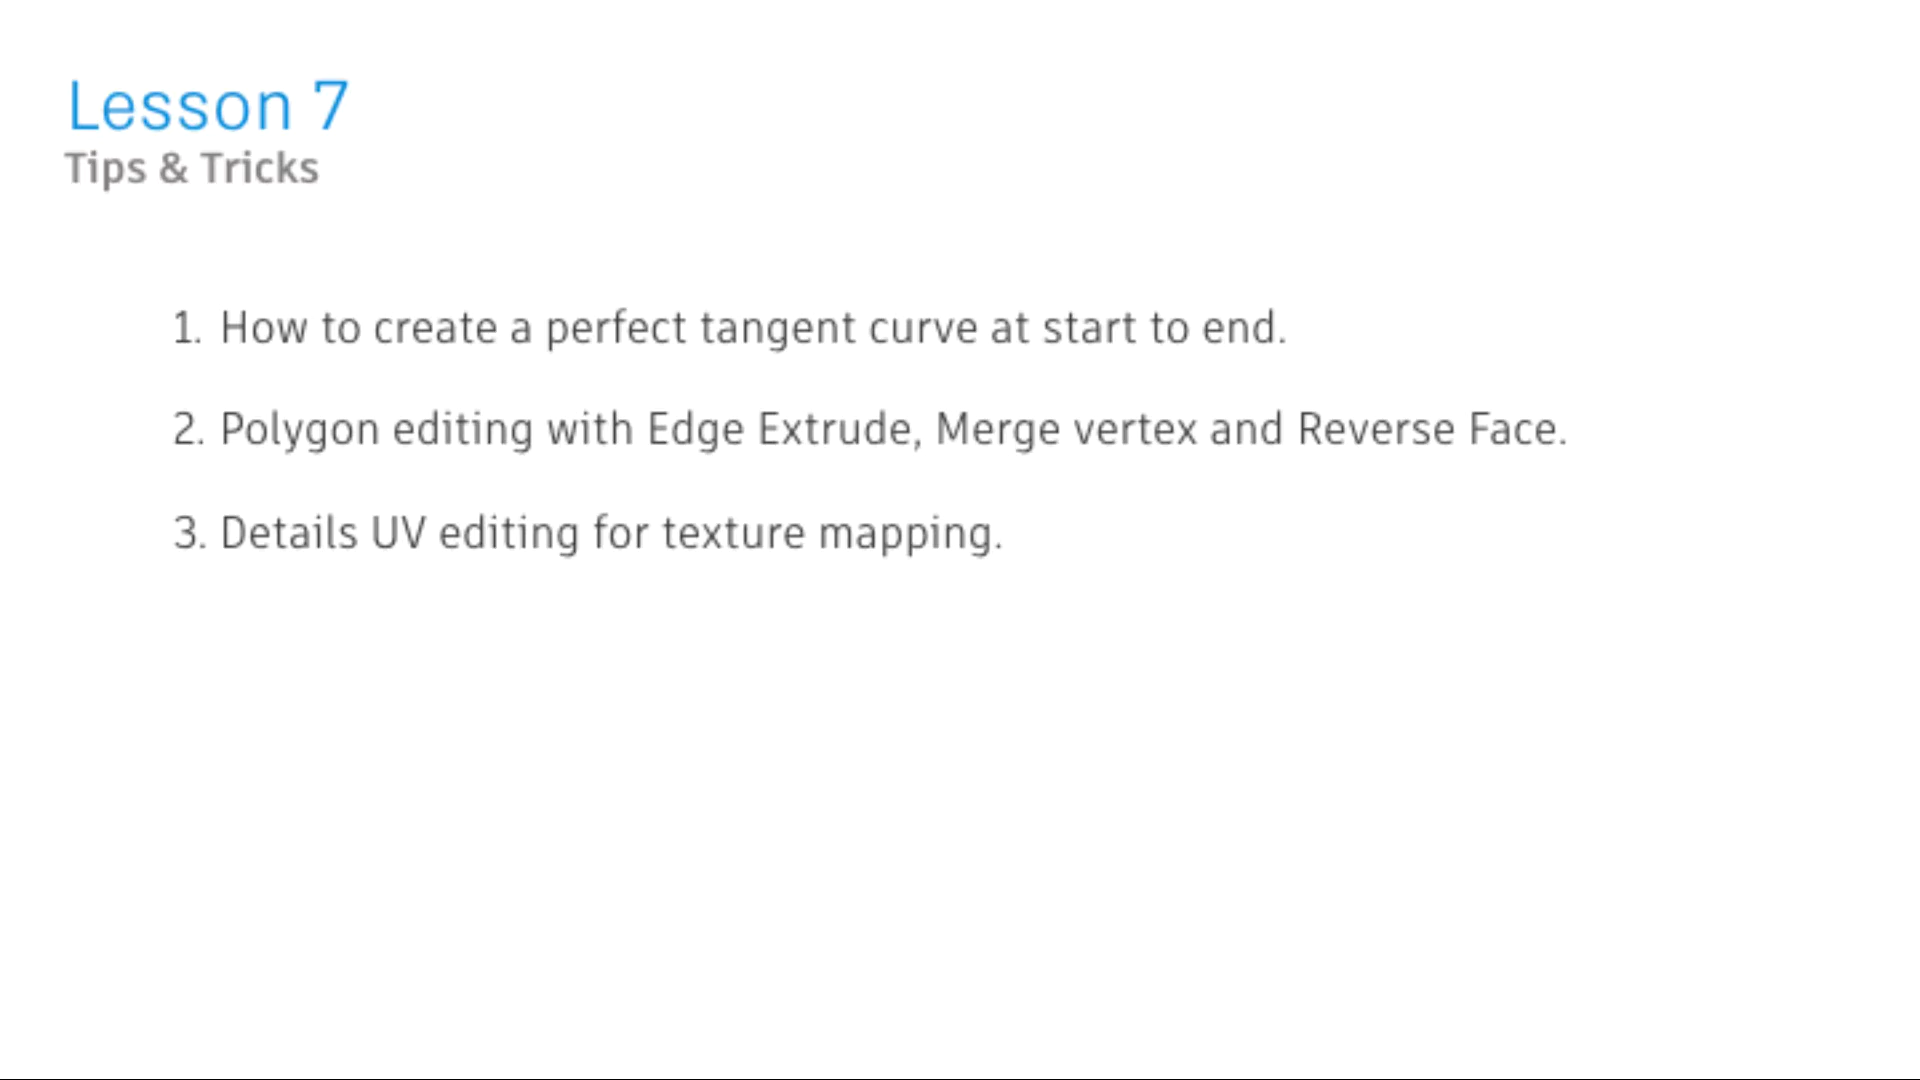 Lesson 7
Tips & Tricks
1. How to create a perfect tangent curve at start to end.
2. Polygon editing with Edge Extrude, Merge vertex and Reverse Face.
3. Details UV editing for texture mapping.